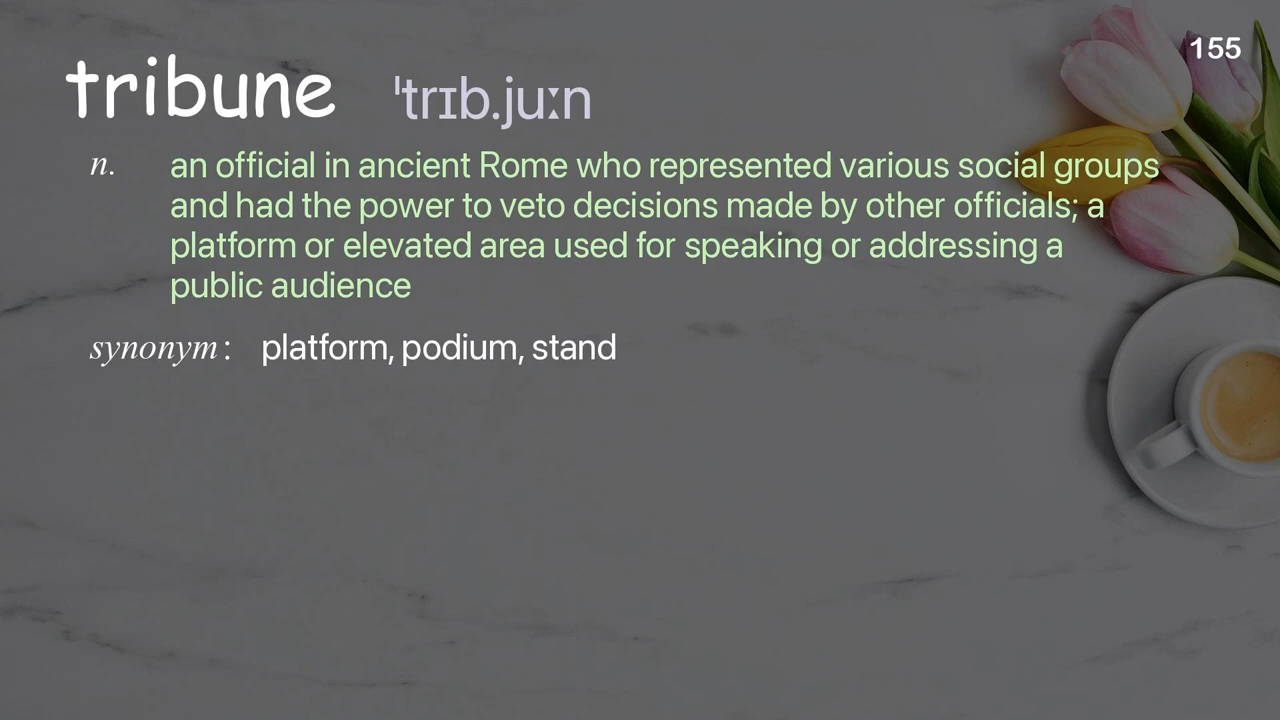 155
tribune ˈtrɪb.juːn
n. an official in ancient Rome who represented various social groups
and had the power to veto decisions made by other officials; a
platform or elevated area used for speaking or addressing a
public audience
synonym: platform, podium, stand